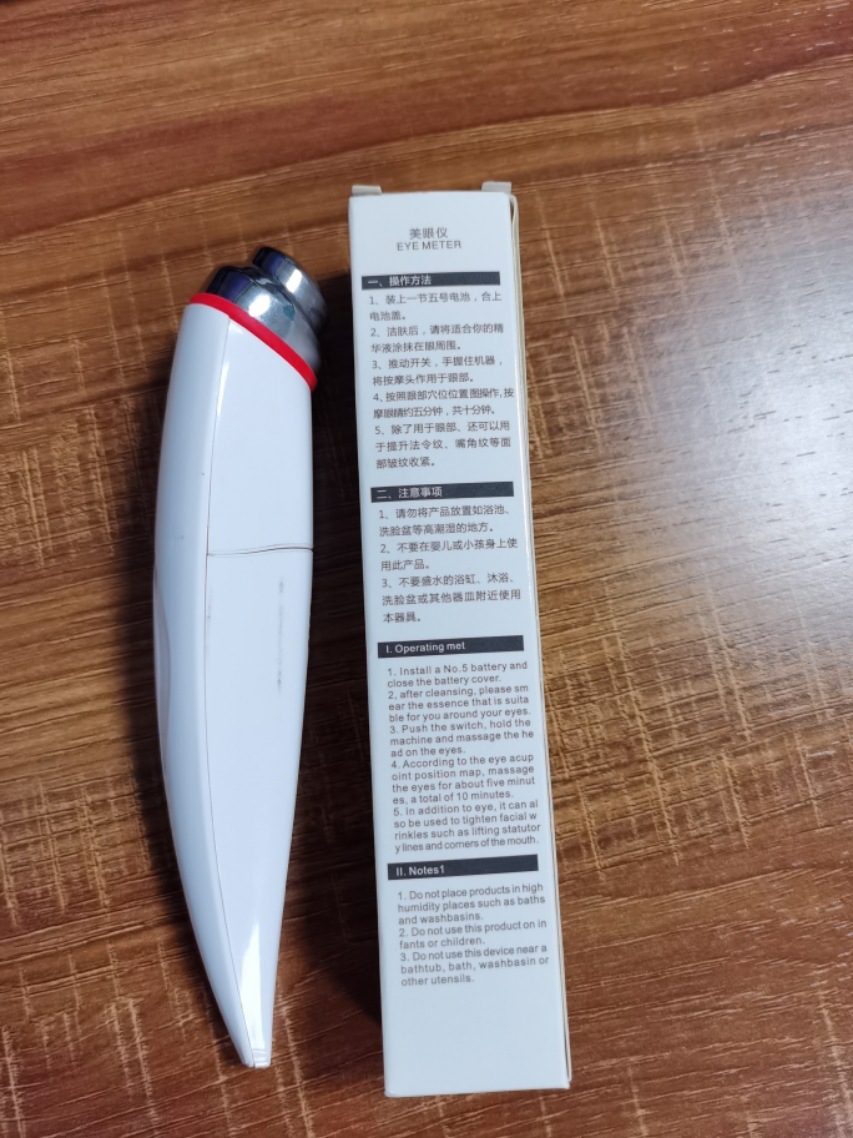 美眼仪
EYE METER
一、操作方法
1、装上一节五号电池，合上
电池盖。
2、洁肤后，请将适合你的精
华液涂抹在眼周围。
3、推动开关，手握住机器，
将按摩头作用于眼部。
4、按照眼部穴位位置图操作，按
摩眼睛约五分钟，共十分钟。
5、除了用于眼部、还可以用
于提升法令纹、嘴角纹等面
部皱纹收紧。
二、注意事项
1、请勿将产品放置如浴池、
洗脸盆等高潮湿的地方。
2、不要在婴儿或小孩身上使
用此产品。
3、不要盛水的浴缸、沐浴、
洗脸盆或其他器皿附近使用
本器具。
I. Operating met
1. Install a No.5 battery and
close the battery cover.
2, after cleansing, please sm
ear the essence that is suita
ble for you around your eyes.
3. Push the switch, hold the
machine and massage the he
ad on the eyes.
4. According to the eye acup
oint position map, massage
the eyes for about five minut
es, a total of 10 minutes.
5. In addition to eye, it can al
so be used to tighten facial w
rinkles such as lifting statutor
y lines and corners of the mouth.
II. Notes1
1. Do not place products in high
humidity places such as baths
and washbasins.
2. Do not use this product on in
fants or children.
3. Do not use this device near a
bathtub, bath, washbasin or
other utensils.